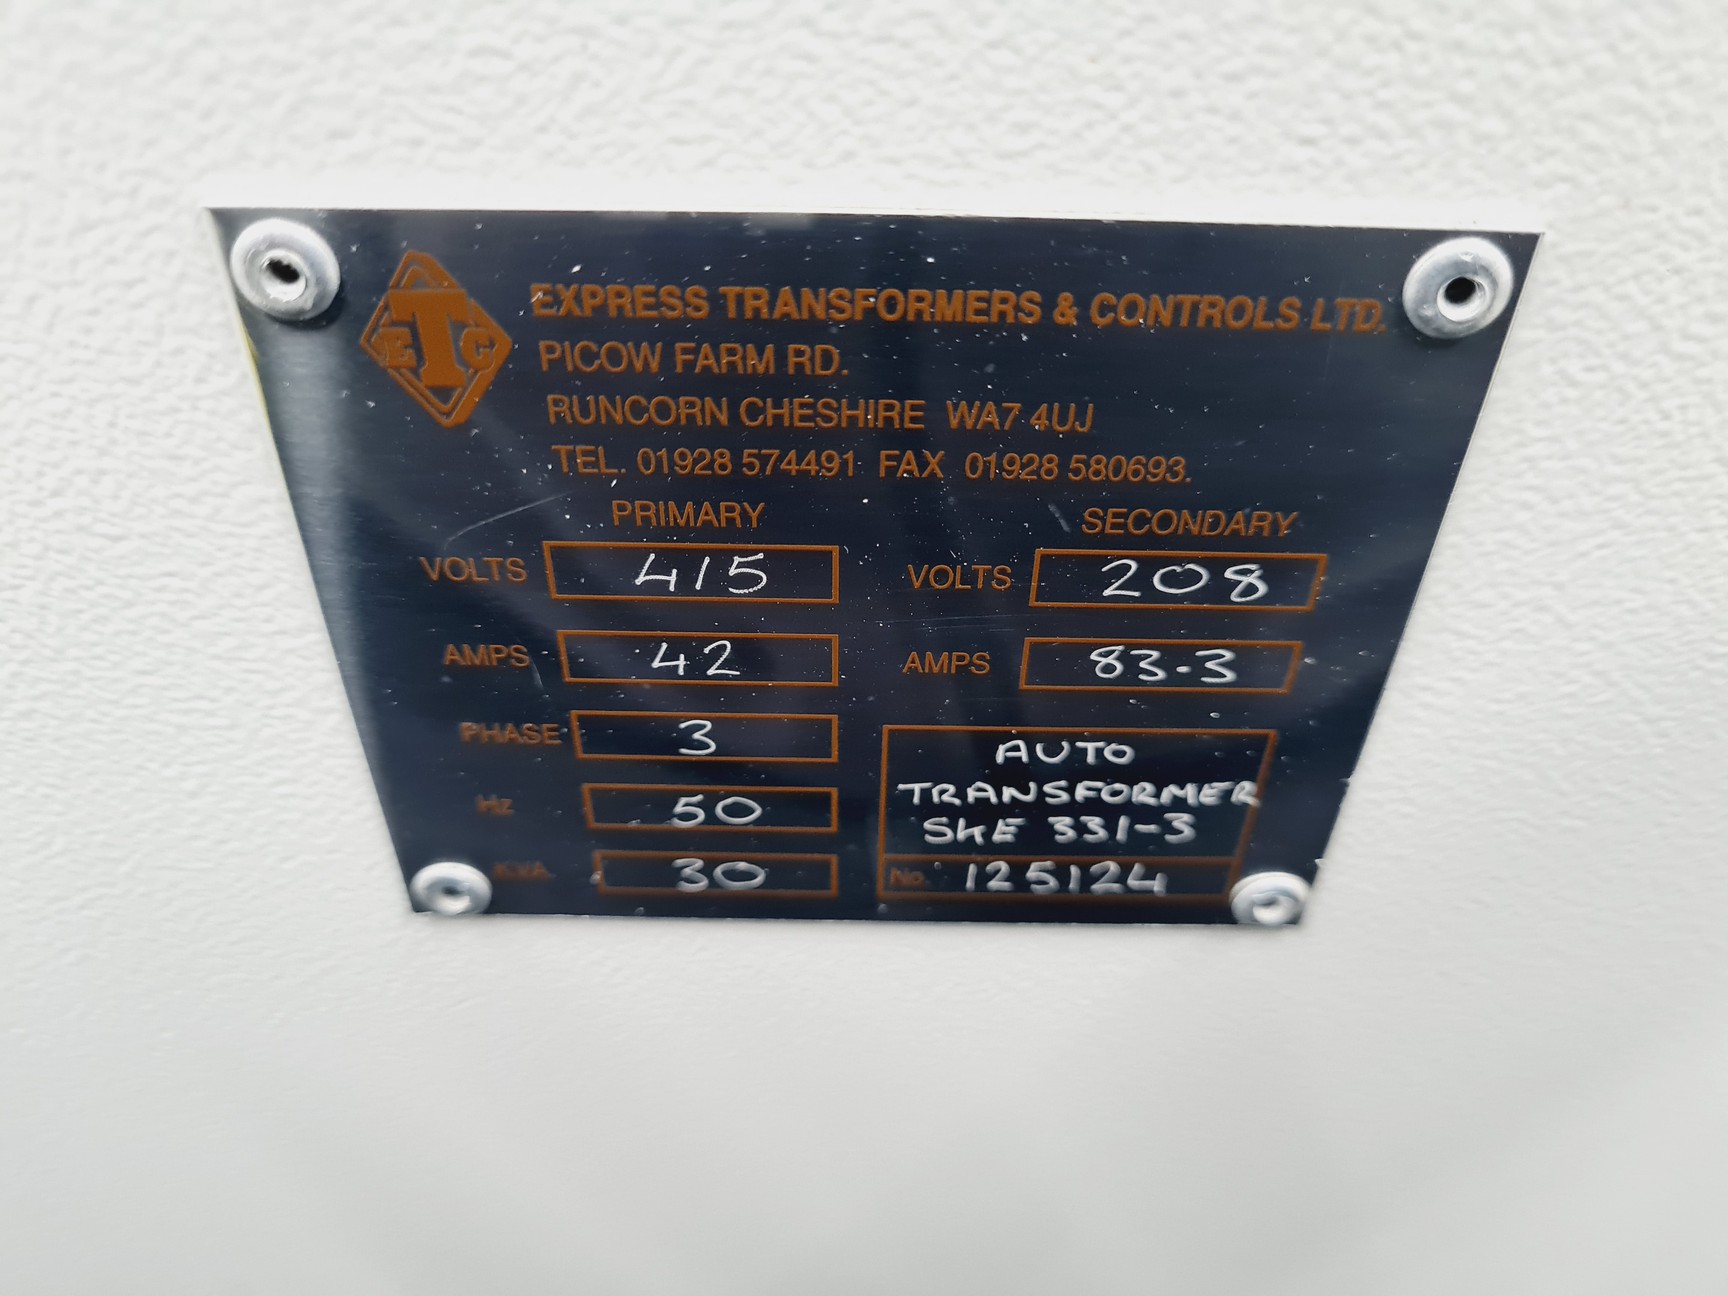 ETC
EXPRESS TRANSFORMERS & CONTROLS LTD.
PICOW FARM RD.
RUNCORN CHESHIRE WA7 4UJ
TEL. 01928 574491 FAX 01928 580693.
PRIMARY SECONDARY
VOLTS 415 VOLTS 208
AMPS 42 AMPS 83-3
PHASE 3
Hz 50
KVA 30
AUTO
TRANSFORMER
SKE 331-3
No. 125124